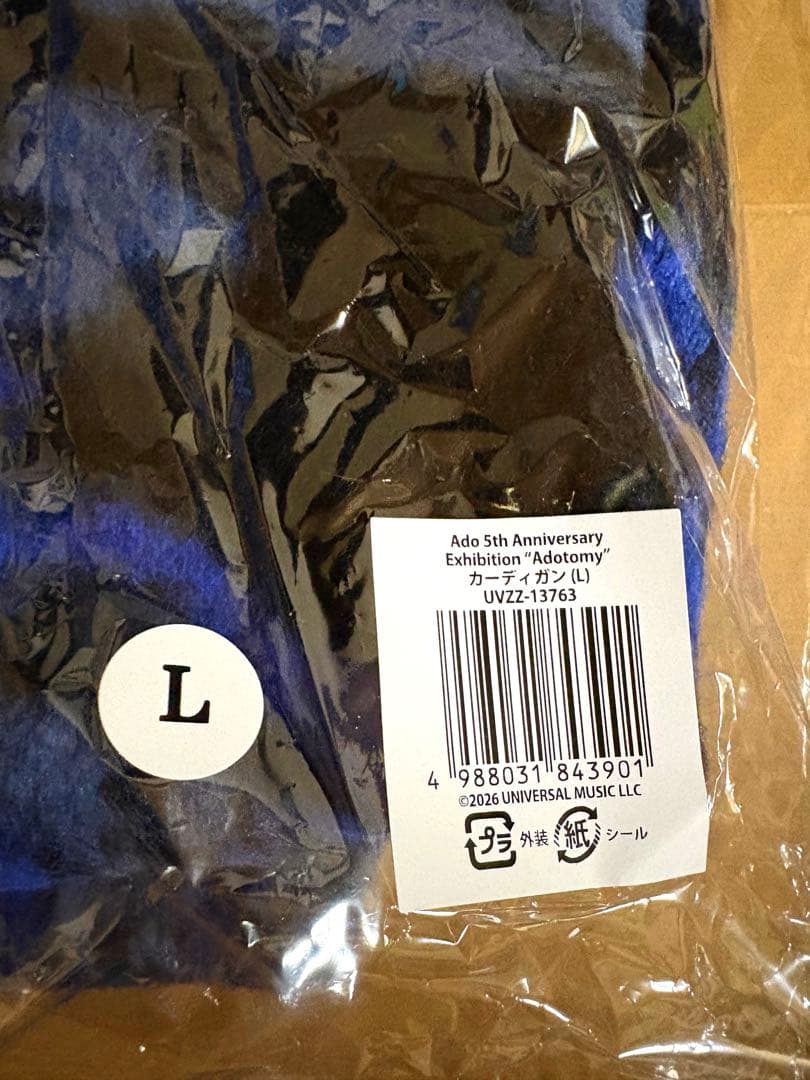 Ado 5th Anniversary
Exhibition “Adotomy”
カーディガン (L)
UVZZ-13763
4 988031 843901
©2026 UNIVERSAL MUSIC LLC
プラ 外装 紙 シール
L